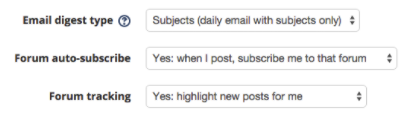 Email digest type Subjects (daily email with subjects only)
Forum auto-subscribe Yes: when I post, subscribe me to that forum
Forum tracking Yes: highlight new posts for me